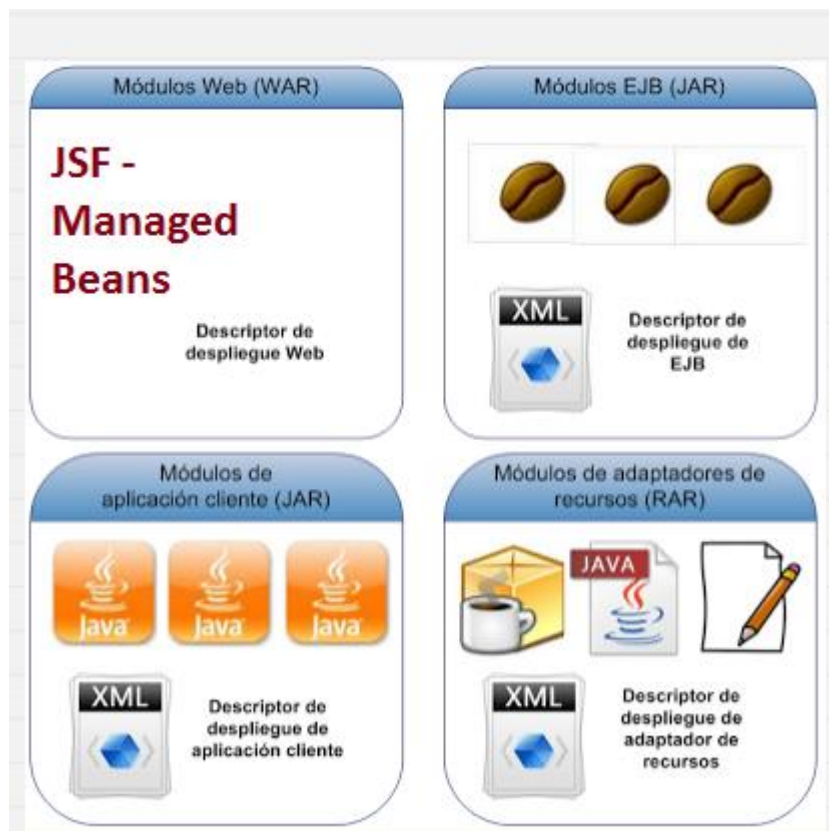 Módulos Web (WAR)
JSF -
Managed
Beans
Descriptor de
despliegue Web
Módulos EJB (JAR)
XML
Descriptor de
despliegue de
EJB
Módulos de
aplicación cliente (JAR)
Java
Java
Java
XML
Descriptor de
despliegue de
aplicación cliente
Módulos de adaptadores de
recursos (RAR)
JAVA
XML
Descriptor de
despliegue de
adaptador de
recursos